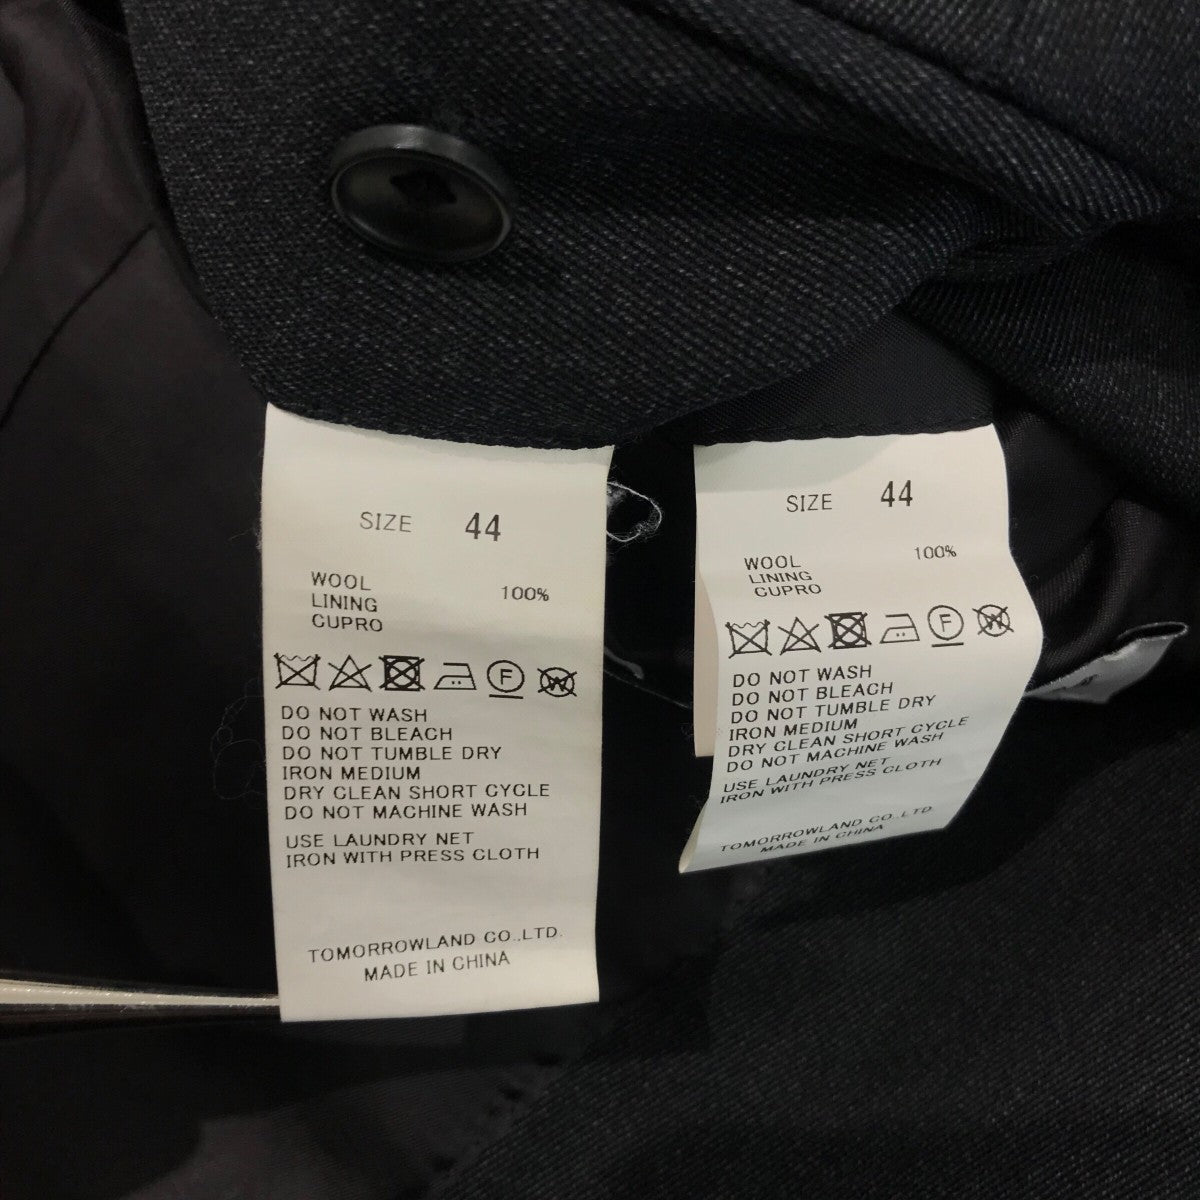 SIZE 44
WOOL 100%
LINING
CUPRO
F W
DO NOT WASH
DO NOT BLEACH
DO NOT TUMBLE DRY
IRON MEDIUM
DRY CLEAN SHORT CYCLE
DO NOT MACHINE WASH
USE LAUNDRY NET
IRON WITH PRESS CLOTH
TOMORROWLAND CO.,LTD.
MADE IN CHINA
SIZE 44
WOOL 100%
LINING
CUPRO
F W
DO NOT WASH
DO NOT BLEACH
DO NOT TUMBLE DRY
IRON MEDIUM
DRY CLEAN SHORT CYCLE
DO NOT MACHINE WASH
USE LAUNDRY NET
IRON WITH PRESS CLOTH
TOMORROWLAND CO.,LTD.
MADE IN CHINA